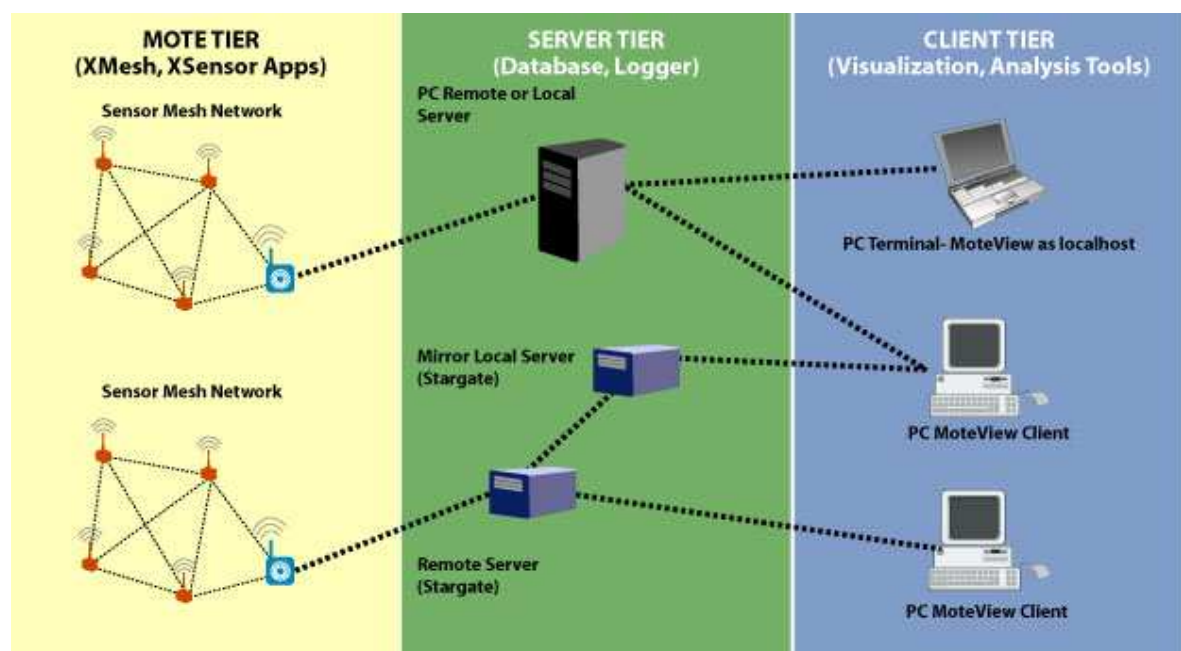 MOTE TIER
(XMesh, XSensor Apps)
Sensor Mesh Network
Sensor Mesh Network
SERVER TIER
(Database, Logger)
PC Remote or Local
Server
Mirror Local Server
(Stargate)
Remote Server
(Stargate)
CLIENT TIER
(Visualization, Analysis Tools)
PC Terminal- MoteView as localhost
PC MoteView Client
PC MoteView Client